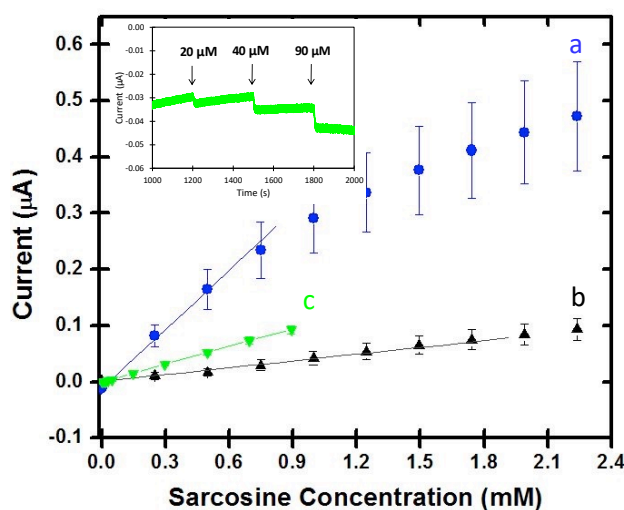 0.6
0.5
0.4
0.3
0.2
0.1
0.0
-0.1
Current (µA)
0.0 0.3 0.6 0.9 1.2 1.5 1.8 2.1 2.4
Sarcosine Concentration (mM)
a
b
c
0.00
-0.01
-0.02
-0.03
-0.04
-0.05
-0.06
Current (µA)
20 µM 40 µM 90 µM
1000 1200 1400 1600 1800 2000
Time (s)